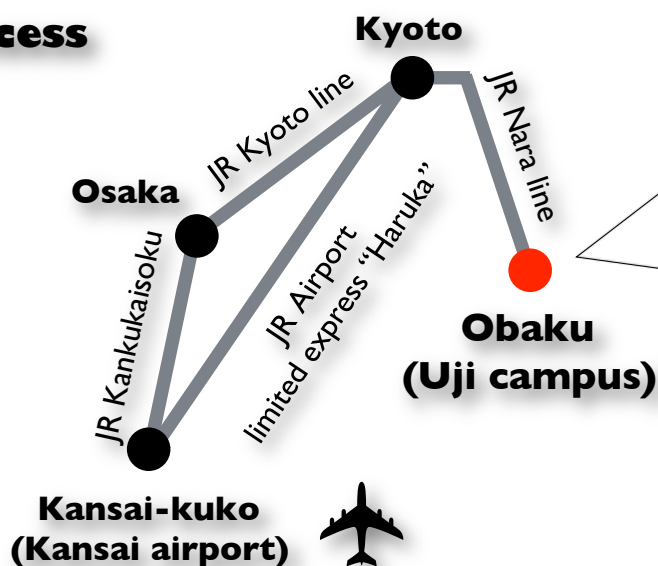 cess
Kyoto
JR Kyoto line
JR Nara line
Osaka
JR Kankukaisoku
JR Airport
limited express “Haruka”
Obaku
(Uji campus)
Kansai-kuko
(Kansai airport)